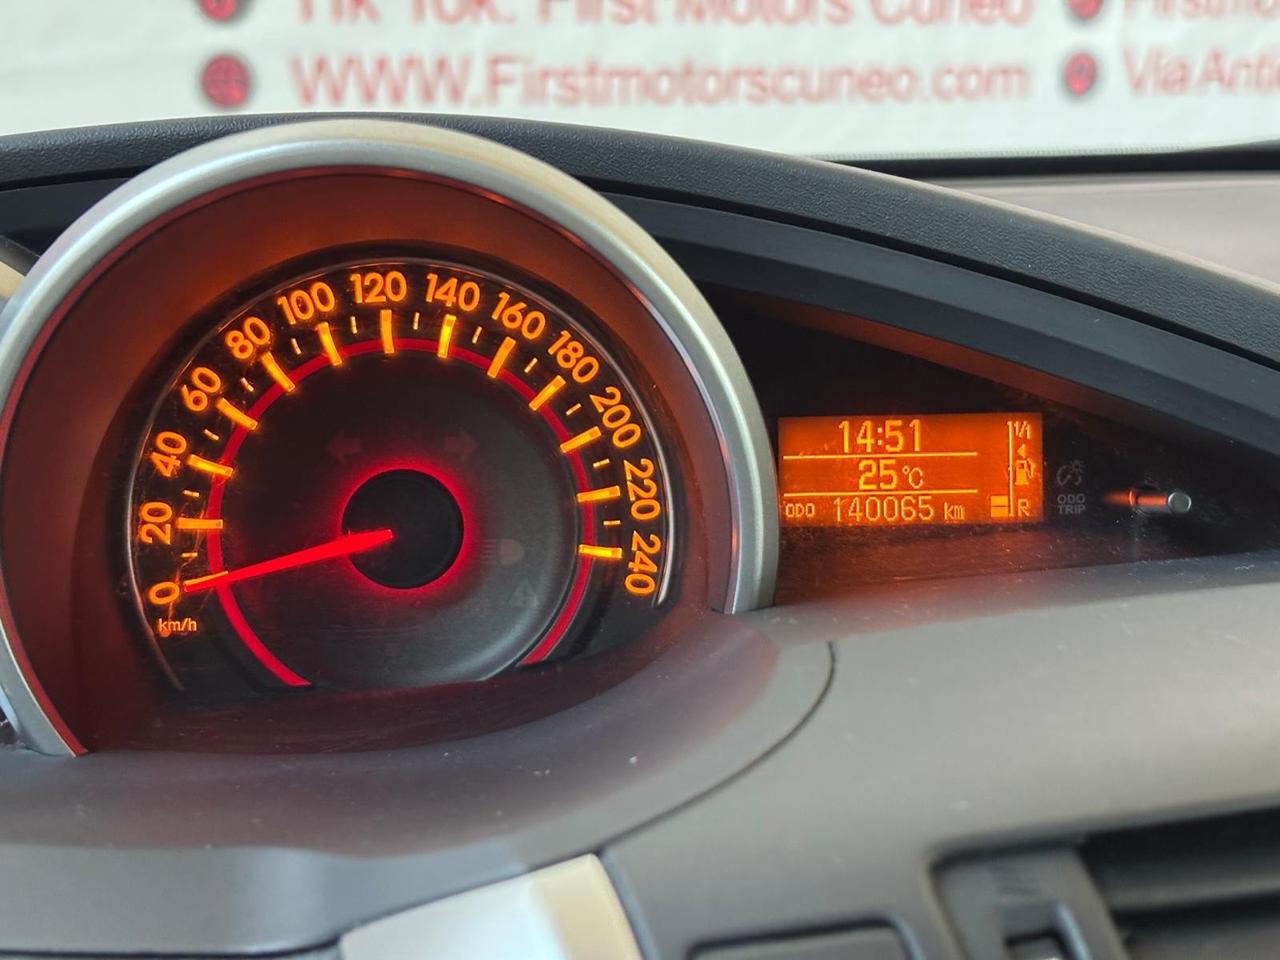 Tik Tok. First Motors Cuneo
WWW.Firstmotorscuneo.com
Via
0
20
40
60
80
100
120
140
160
180
200
220
240
km/h
14:51
25°C
ODO 140065 km
1/1
R
ODO
TRIP